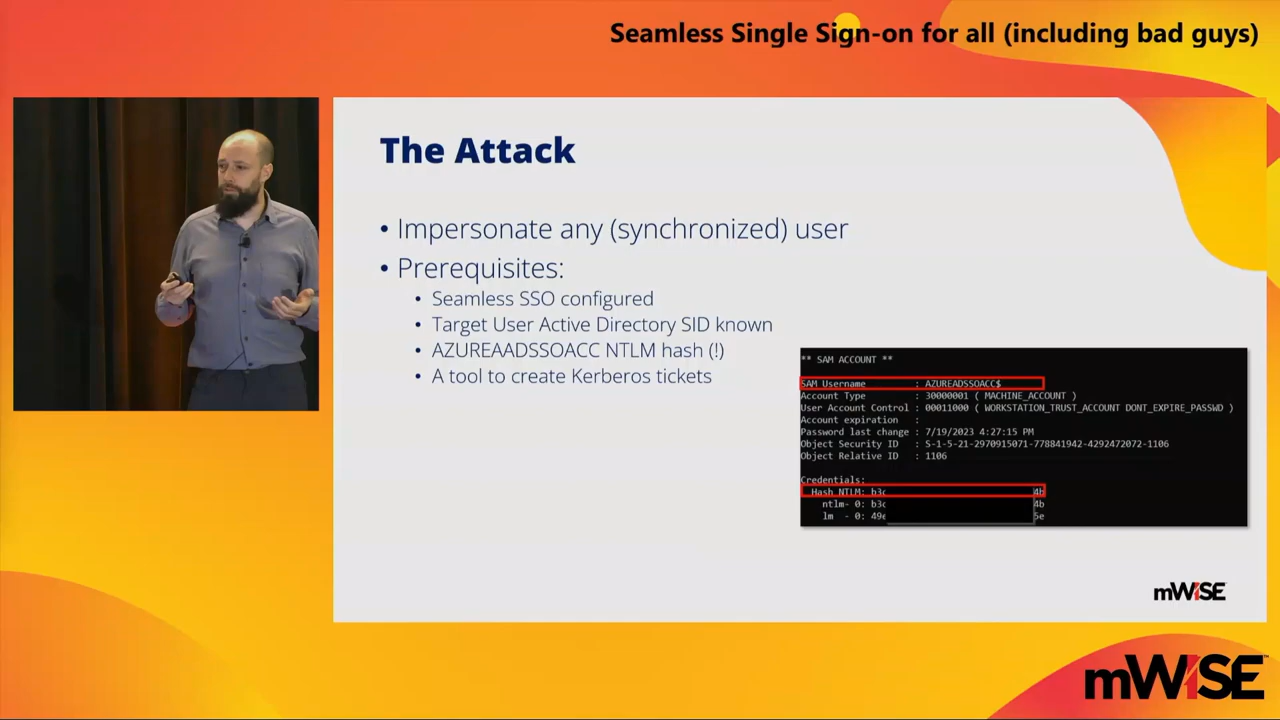 Seamless Single Sign-on for all (including bad guys)
The Attack
• Impersonate any (synchronized) user
• Prerequisites:
• Seamless SSO configured
• Target User Active Directory SID known
• AZUREAADSSOACC NTLM hash (!)
• A tool to create Kerberos tickets
** SAM ACCOUNT **
SAM Username : AZUREADSSOACC$
Account Type : 30000001 ( MACHINE_ACCOUNT )
User Account Control : 00011000 ( WORKSTATION_TRUST_ACCOUNT DONT_EXPIRE_PASSWD )
Account expiration :
Password last change : 7/19/2023 4:27:15 PM
Object Security ID : S-1-5-21-2970915071-778841942-4292472072-1106
Object Relative ID : 1106
Credentials:
Hash NTLM: b3c 4b
ntlm- 0: b3c 4b
lm - 0: 49e 5e
mWISE
mWISE